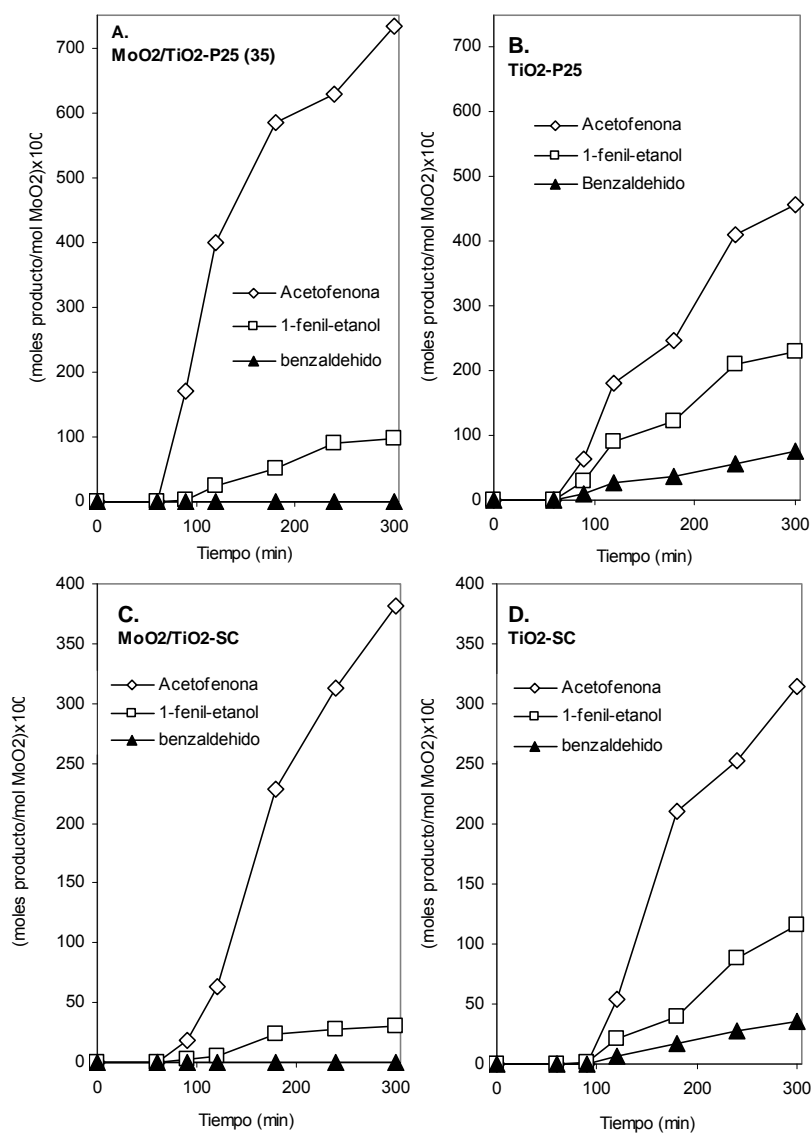 A.
MoO2/TiO2-P25 (35)
(moles producto/mol MoO2)x100
700
600
500
400
300
200
100
0
Acetofenona
1-fenil-etanol
benzaldehido
0
100
200
300
Tiempo (min)
B.
TiO2-P25
(moles producto/mol MoO2)x100
700
600
500
400
300
200
100
0
Acetofenona
1-fenil-etanol
Benzaldehido
0
100
200
300
Tiempo (min)
C.
MoO2/TiO2-SC
(moles producto/mol MoO2)x100
400
350
300
250
200
150
100
50
0
Acetofenona
1-fenil-etanol
benzaldehido
0
100
200
300
Tiempo (min)
D.
TiO2-SC
(moles producto/mol MoO2)x100
400
350
300
250
200
150
100
50
0
Acetofenona
1-fenil-etanol
benzaldehido
0
100
200
300
Tiempo (min)